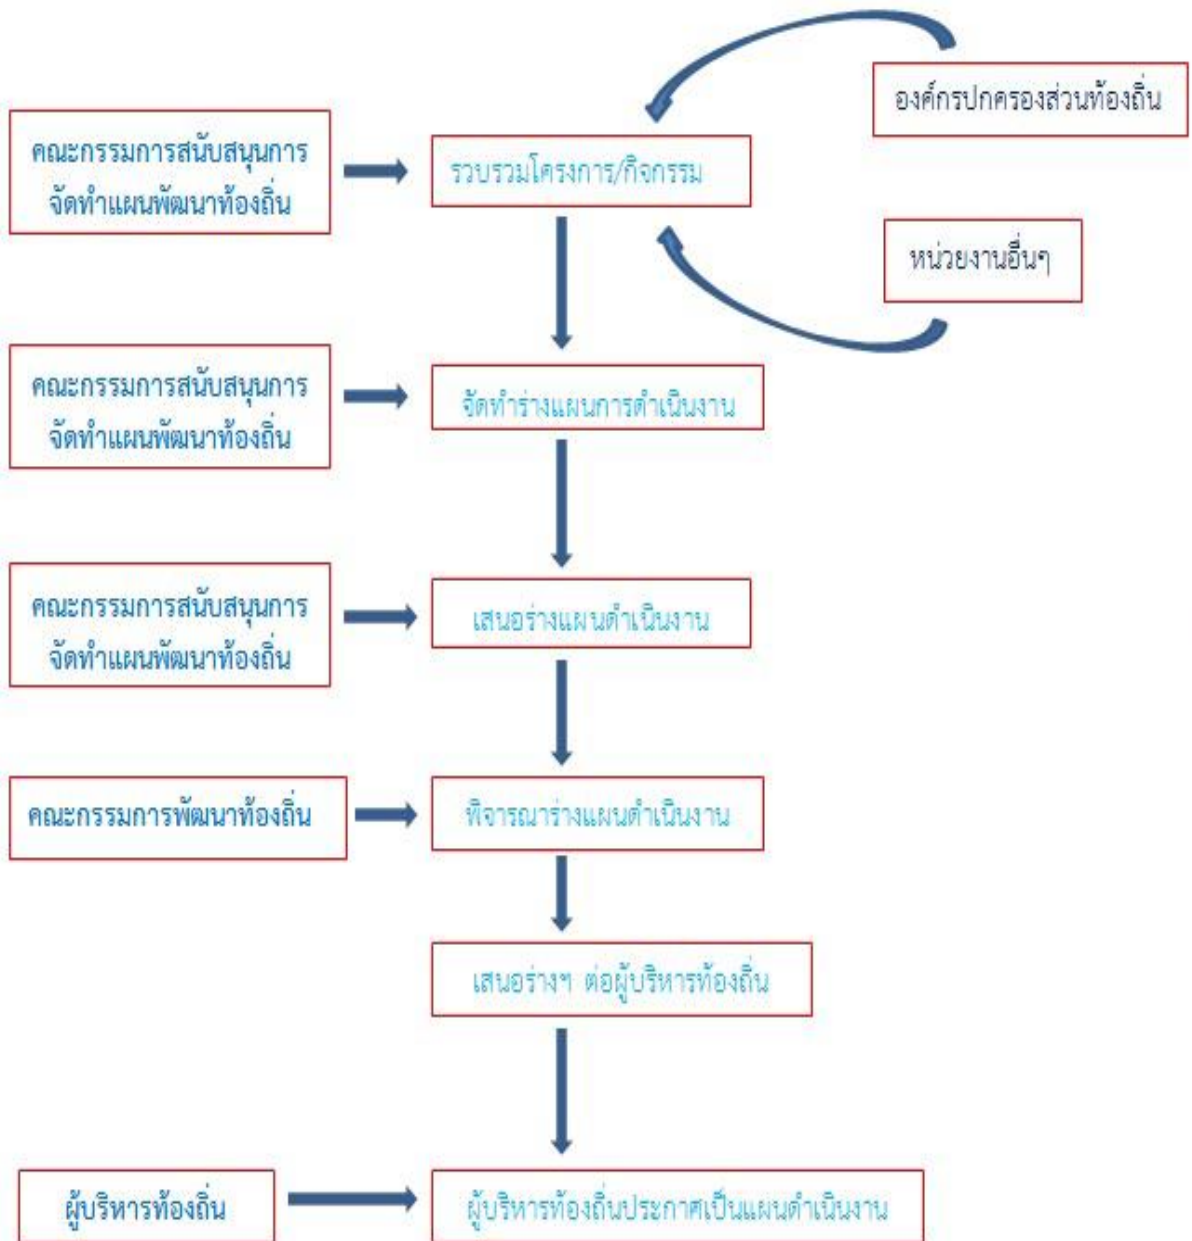 องค์กรปกครองส่วนท้องถิ่น
คณะกรรมการสนับสนุนการ
จัดทำแผนพัฒนาท้องถิ่น
รวบรวมโครงการ/กิจกรรม
หน่วยงานอื่นๆ
คณะกรรมการสนับสนุนการ
จัดทำแผนพัฒนาท้องถิ่น
จัดทำร่างแผนการดำเนินงาน
คณะกรรมการสนับสนุนการ
จัดทำแผนพัฒนาท้องถิ่น
เสนอร่างแผนดำเนินงาน
คณะกรรมการพัฒนาท้องถิ่น
พิจารณาร่างแผนดำเนินงาน
เสนอร่างฯ ต่อผู้บริหารท้องถิ่น
ผู้บริหารท้องถิ่น
ผู้บริหารท้องถิ่นประกาศเป็นแผนดำเนินงาน